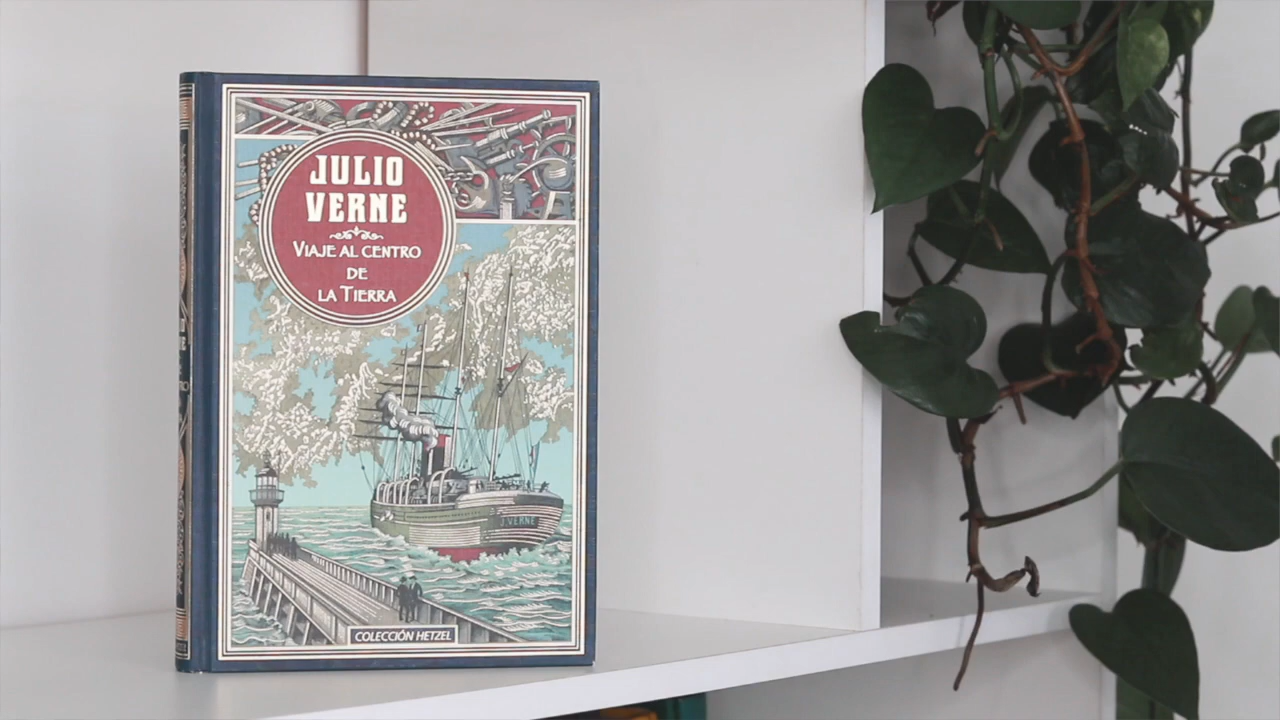 JULIO
VERNE
VIAJE AL CENTRO
DE
LA TIERRA
J. VERNE
COLECCIÓN HETZEL